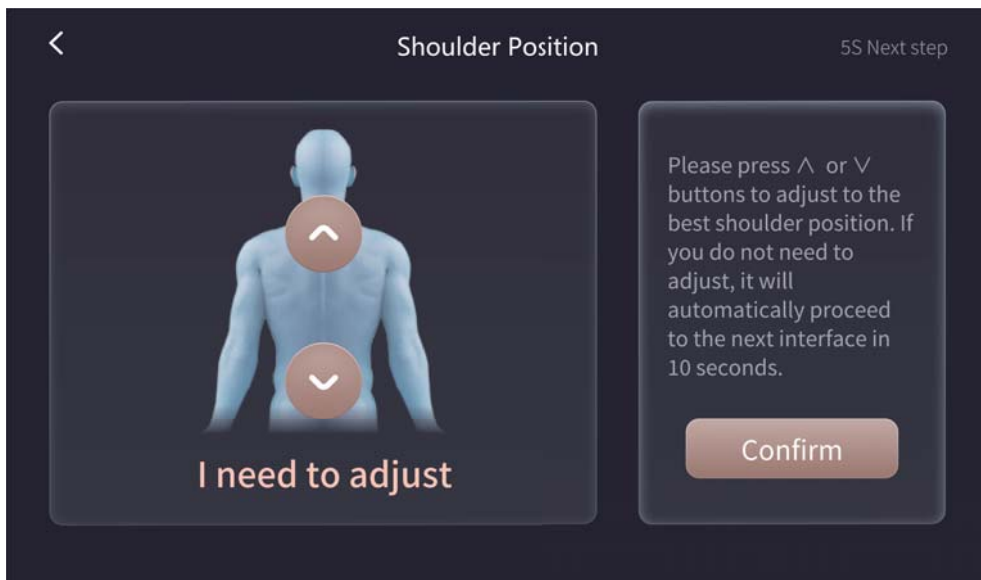 Shoulder Position
5S Next step
Please press ∧ or ∨
buttons to adjust to the
best shoulder position. If
you do not need to
adjust, it will
automatically proceed
to the next interface in
10 seconds.
Confirm
I need to adjust